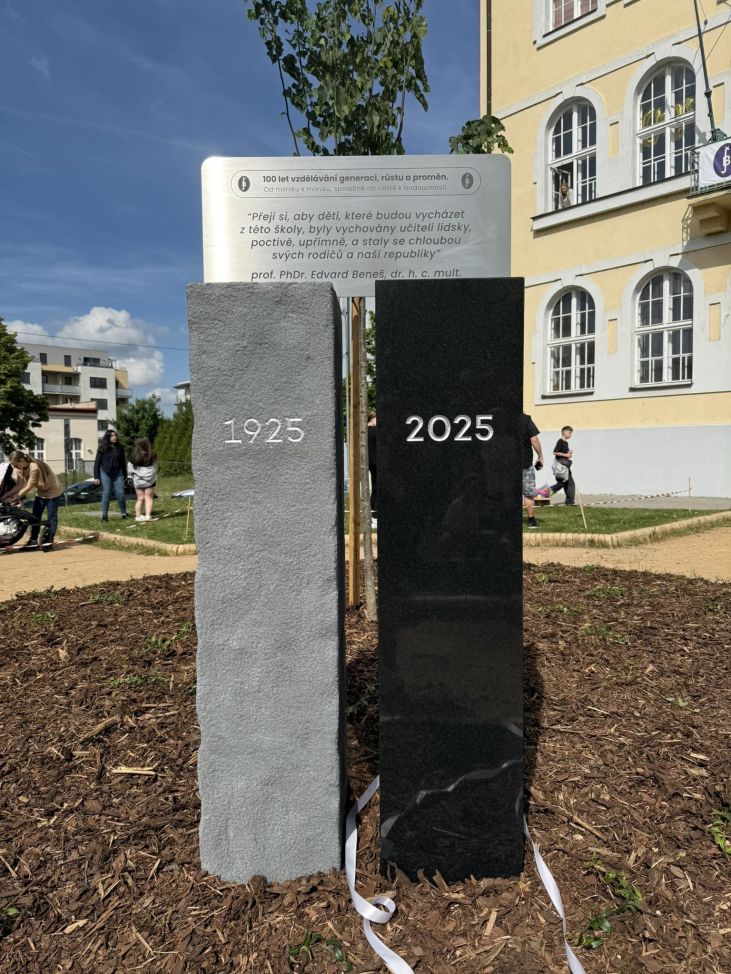 100 let vzdělávání generací, růstu a proměn.
Od milníku k milníku, společně na cestě k budoucnosti.
“Přeji si, aby děti, které budou vycházet
z této školy, byly vychovány učiteli lidsky,
poctivě, upřímně, a staly se chloubou
svých rodičů a naší republiky”
prof. PhDr. Edvard Beneš, dr. h. c. mult.
1925 2025